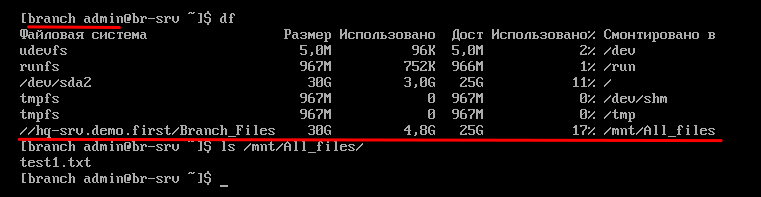 [branch admin@br-srv ~]$ df
Файловая система Размер Использовано Дост Использовано% Смонтировано в
udevfs 5,0M 96K 5,0M 2% /dev
runfs 967M 752K 966M 1% /run
/dev/sda2 30G 3,0G 25G 11% /
tmpfs 967M 0 967M 0% /dev/shm
tmpfs 967M 0 967M 0% /tmp
//hq-srv.demo.first/Branch_Files 30G 4,8G 25G 17% /mnt/All_files
[branch admin@br-srv ~]$ ls /mnt/All_files/
test1.txt
[branch admin@br-srv ~]$ _